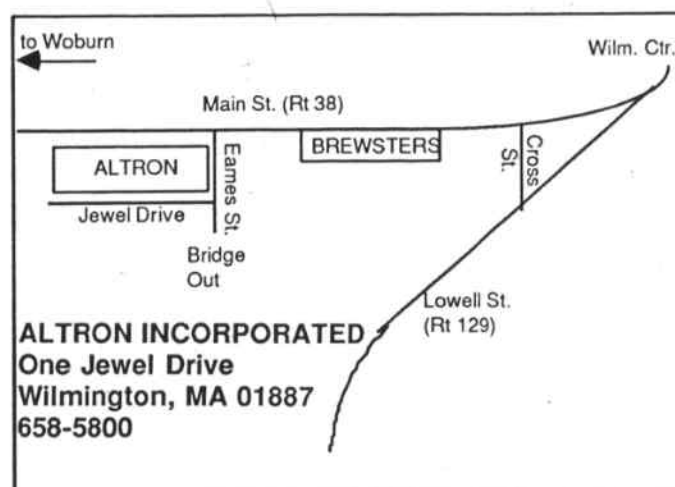 to Woburn
Wilm. Ctr.
Main St. (Rt 38)
ALTRON
Eames St.
BREWSTERS
Cross
St.
Jewel Drive
Bridge
Out
Lowell St.
(Rt 129)
ALTRON INCORPORATED
One Jewel Drive
Wilmington, MA 01887
658-5800